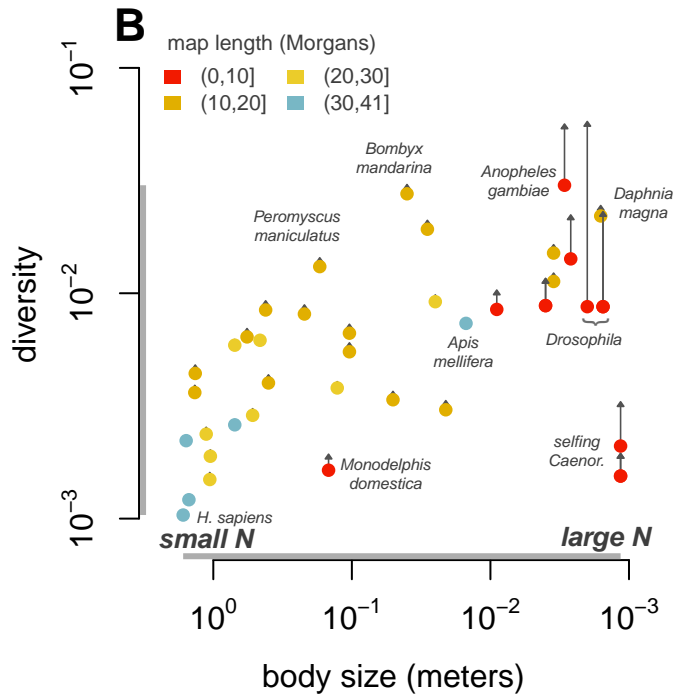 B
map length (Morgans)
(0,10] (20,30]
(10,20] (30,41]
10⁻¹
10⁻²
10⁻³
diversity
Bombyx
mandarina
Anopheles
gambiae
Daphnia
magna
Peromyscus
maniculatus
Apis
mellifera
Drosophila
selfing
Caenor.
Monodelphis
domestica
H. sapiens
small N large N
10⁰ 10⁻¹ 10⁻² 10⁻³
body size (meters)